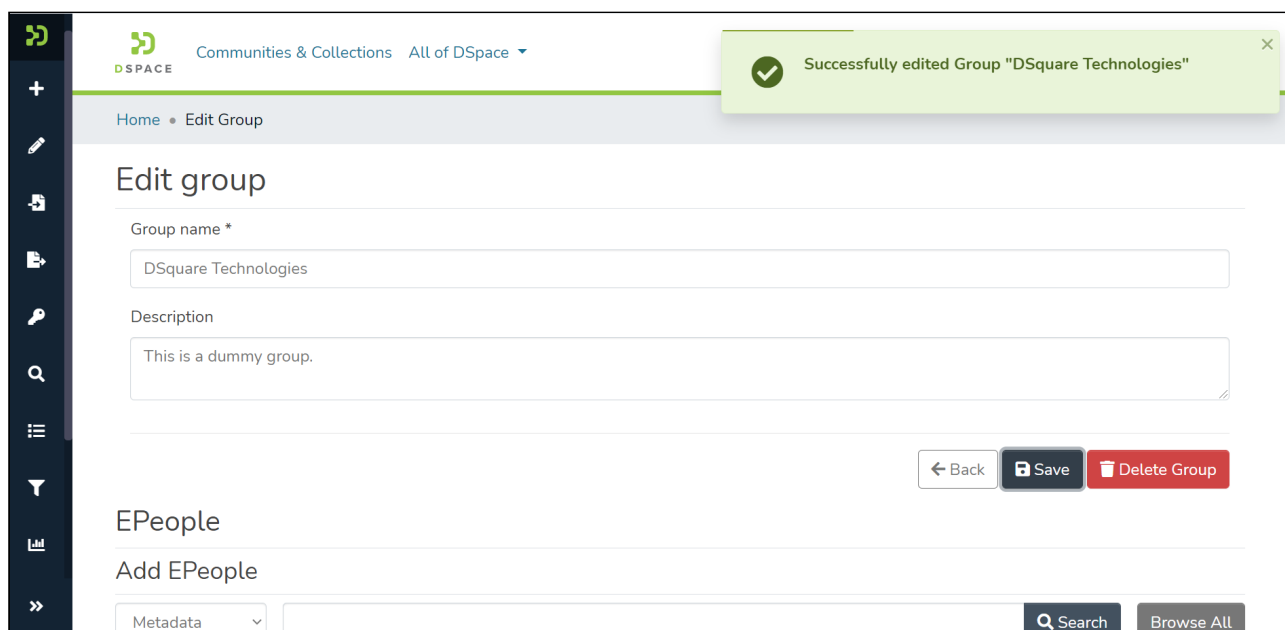 DSPACE
Communities & Collections All of DSpace
Successfully edited Group "DSquare Technologies"
Home • Edit Group
Edit group
Group name *
DSquare Technologies
Description
This is a dummy group.
Back Save Delete Group
EPeople
Add EPeople
Metadata Search Browse All